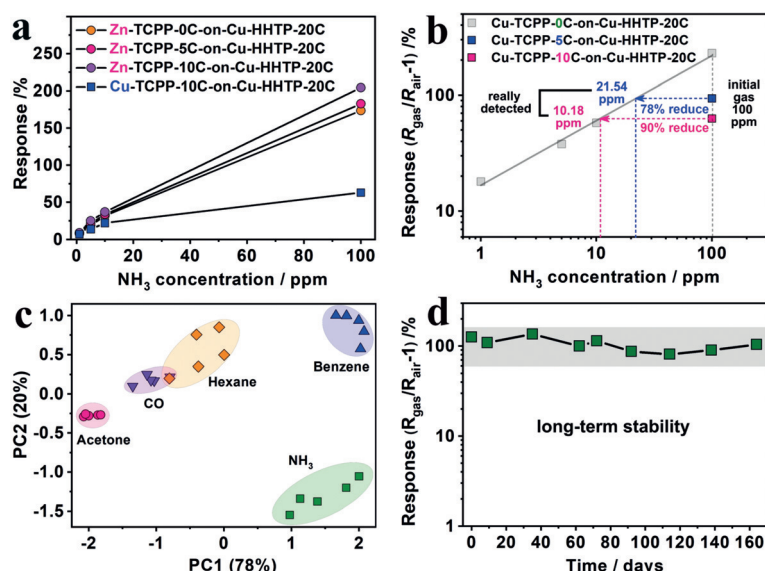 a
Zn-TCPP-0C-on-Cu-HHTP-20C
Zn-TCPP-5C-on-Cu-HHTP-20C
Zn-TCPP-10C-on-Cu-HHTP-20C
Cu-TCPP-10C-on-Cu-HHTP-20C
Response /%
250
200
150
100
50
0
0 20 40 60 80 100
NH3 concentration / ppm
b
Cu-TCPP-0C-on-Cu-HHTP-20C
Cu-TCPP-5C-on-Cu-HHTP-20C
Cu-TCPP-10C-on-Cu-HHTP-20C
Response (Rgas/Rair-1) /%
100
10
really
detected
21.54
ppm
10.18
ppm
78% reduce
90% reduce
initial
gas
100
ppm
1 10 100
NH3 concentration / ppm
c
PC2 (20%)
1.0
0.5
0.0
-0.5
-1.0
-1.5
Benzene
Hexane
CO
Acetone
NH3
-2 -1 0 1 2
PC1 (78%)
d
Response (Rgas/Rair-1) /%
100
10
1
long-term stability
0 20 40 60 80 100 120 140 160
Time / days